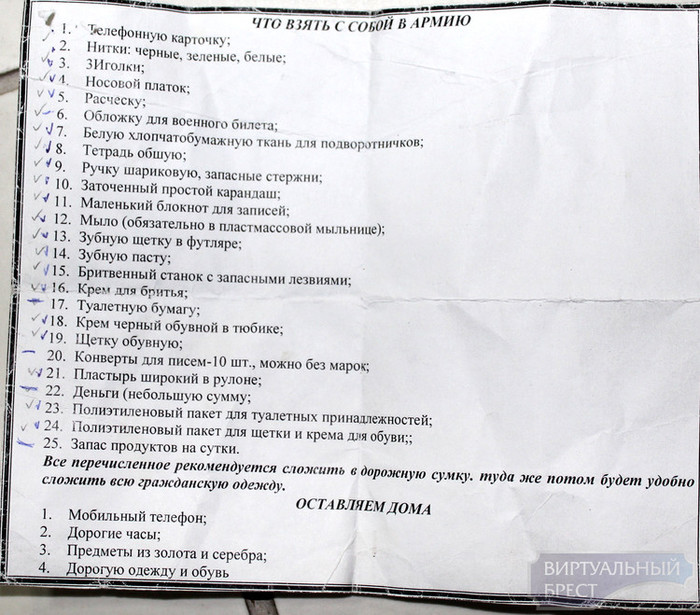 ЧТО ВЗЯТЬ С СОБОЙ В АРМИЮ
1. Телефонную карточку;
2. Нитки: черные, зеленые, белые;
3. 3Иголки;
4. Носовой платок;
5. Расческу;
6. Обложку для военного билета;
7. Белую хлопчатобумажную ткань для подворотничков;
8. Тетрадь общую;
9. Ручку шариковую, запасные стержни;
10. Заточенный простой карандаш;
11. Маленький блокнот для записей;
12. Мыло (обязательно в пластмассовой мыльнице);
13. Зубную щетку в футляре;
14. Зубную пасту;
15. Бритвенный станок с запасными лезвиями;
16. Крем для бритья;
17. Туалетную бумагу;
18. Крем черный обувной в тюбике;
19. Щетку обувную;
20. Конверты для писем-10 шт., можно без марок;
21. Пластырь широкий в рулоне;
22. Деньги (небольшую сумму;
23. Полиэтиленовый пакет для туалетных принадлежностей;
24. Полиэтиленовый пакет для щетки и крема для обуви;;
25. Запас продуктов на сутки.
Все перечисленное рекомендуется сложить в дорожную сумку. туда же потом будет удобно
сложить всю гражданскую одежду.
ОСТАВЛЯЕМ ДОМА
1. Мобильный телефон;
2. Дорогие часы;
3. Предметы из золота и серебра;
4. Дорогую одежду и обувь
ВИРТУАЛЬНЫЙ
БРЕСТ